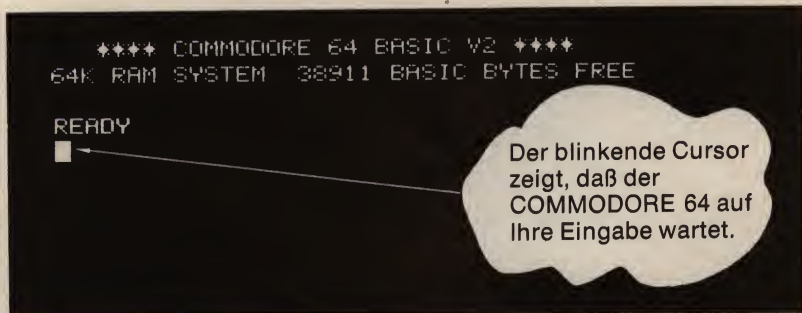 **** COMMODORE 64 BASIC V2 ****
64K RAM SYSTEM 38911 BASIC BYTES FREE
READY
Der blinkende Cursor
zeigt, daß der
COMMODORE 64 auf
Ihre Eingabe wartet.